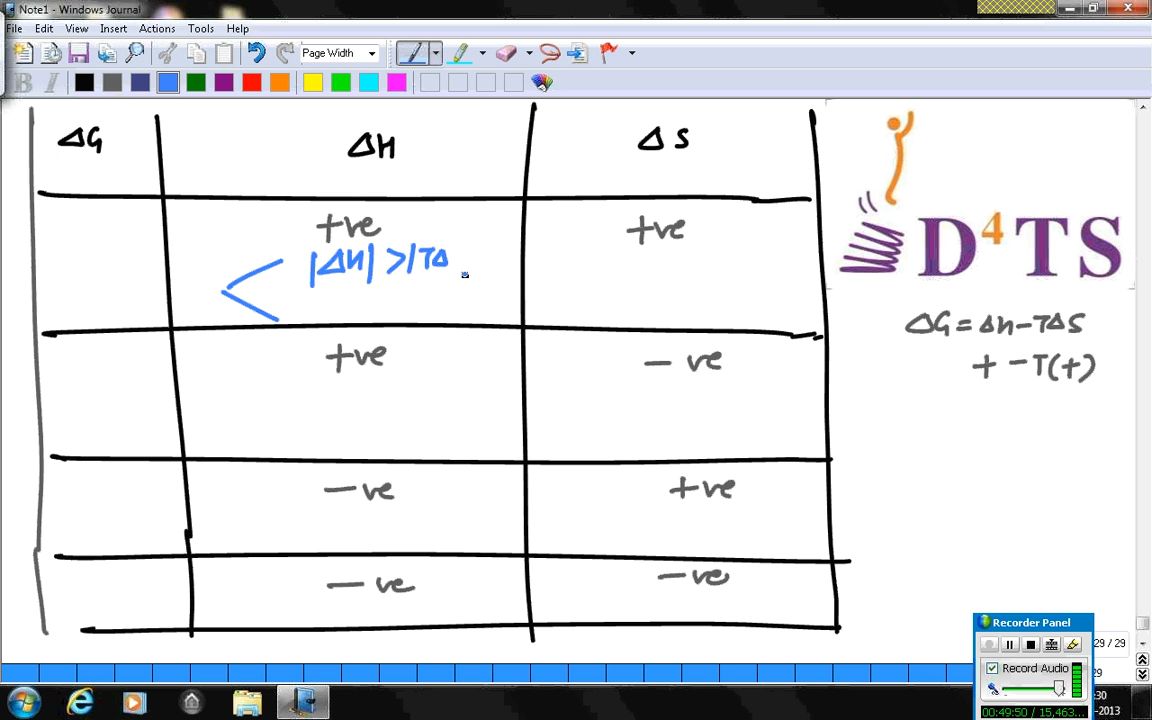 Note1 - Windows Journal
File Edit View Insert Actions Tools Help
Page Width
B I
ΔG ΔH ΔS
+ve +ve
|ΔH| >|TΔ
+ve - ve
-ve +ve
-ve -ve
D4TS
ΔG = ΔH-TΔS
+ -T(+)
Recorder Panel
Record Audio
00:49:50 / 15,463...
29 / 29
29
:30
-2013